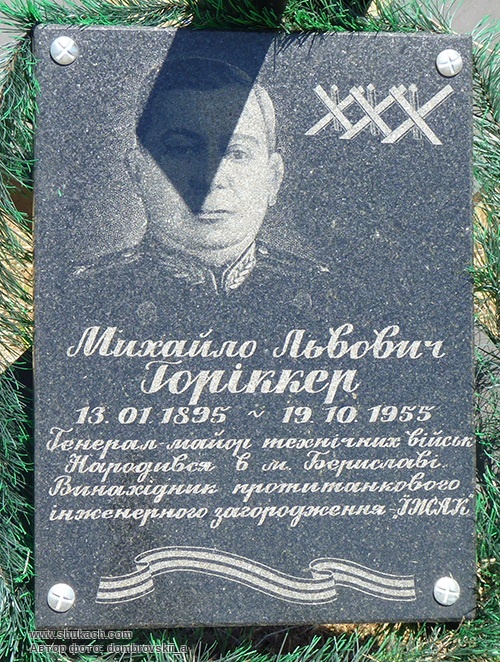 Михайло Львович
Горіккер
13.01.1895 ~ 19.10.1955
Генерал-майор технічних військ
Народився в м. Бериславі.
Винахідник протитанкового
інженерного загородження-„ЇЖАК"
www.shukach.com
Автор фото: dombrovskii_a